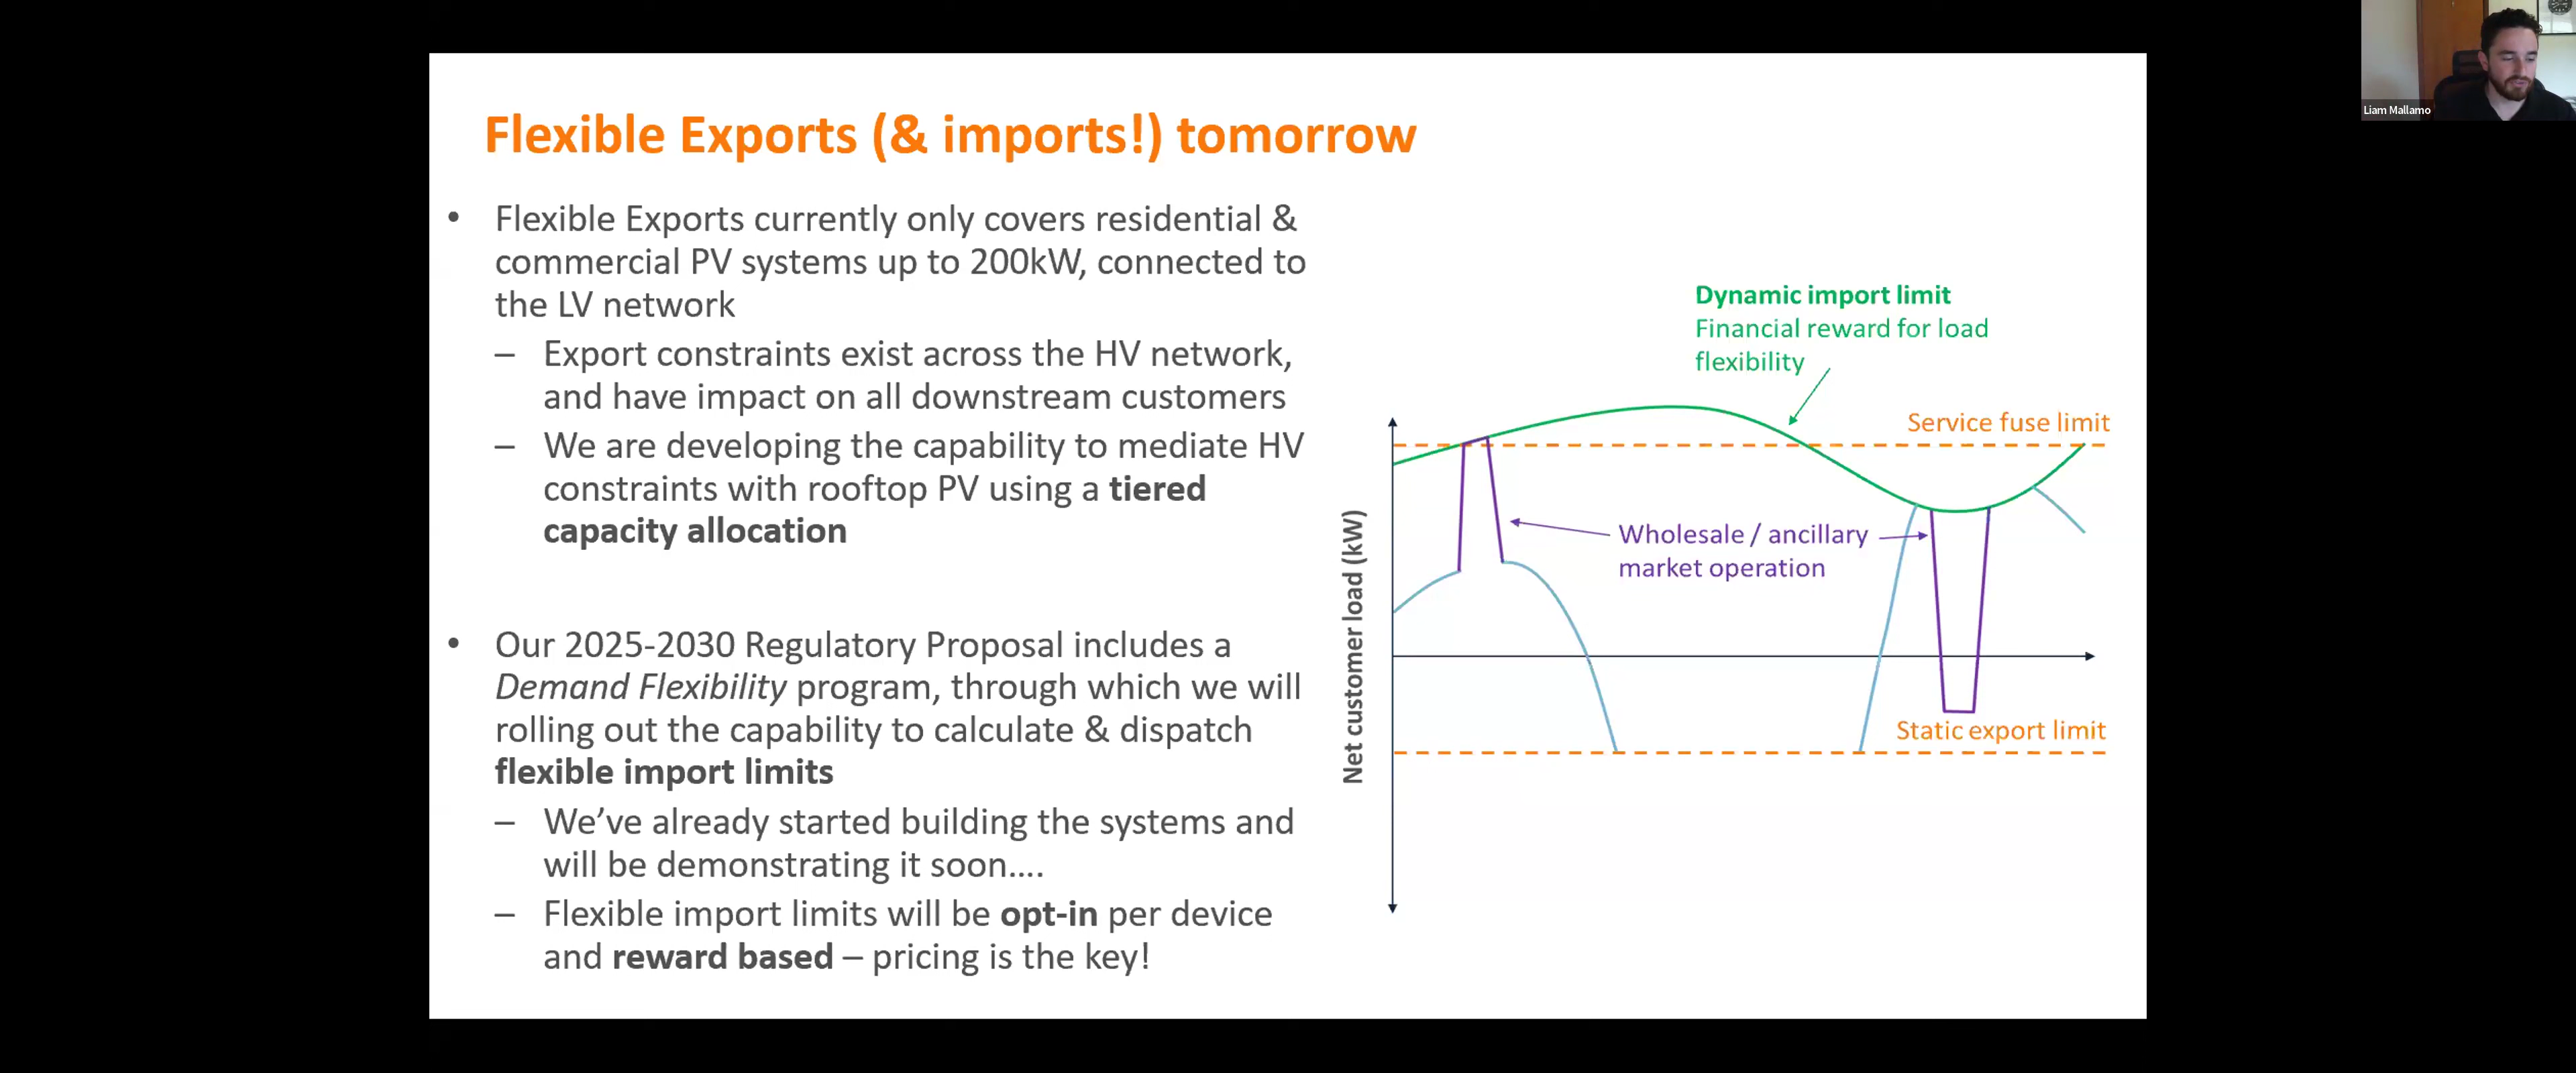 Flexible Exports (& imports!) tomorrow
• Flexible Exports currently only covers residential &
commercial PV systems up to 200kW, connected to
the LV network
– Export constraints exist across the HV network,
and have impact on all downstream customers
– We are developing the capability to mediate HV
constraints with rooftop PV using a tiered
capacity allocation
• Our 2025-2030 Regulatory Proposal includes a
Demand Flexibility program, through which we will
rolling out the capability to calculate & dispatch
flexible import limits
– We’ve already started building the systems and
will be demonstrating it soon....
– Flexible import limits will be opt-in per device
and reward based – pricing is the key!
Dynamic import limit
Financial reward for load
flexibility
Service fuse limit
Wholesale / ancillary
market operation
Static export limit
Net customer load (kW)
Liam Mallamo